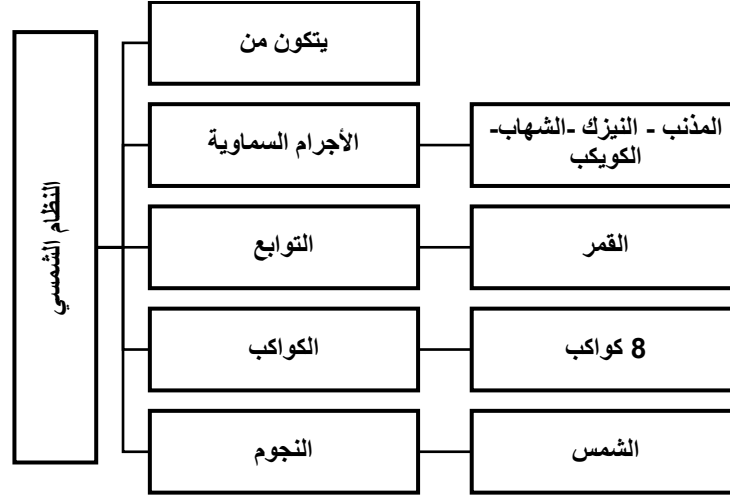 النظام الشمسي
يتكون من
الأجرام السماوية
المذنب - النيزك -الشهاب-
الكويكب
التوابع
القمر
الكواكب
8 كواكب
النجوم
الشمس